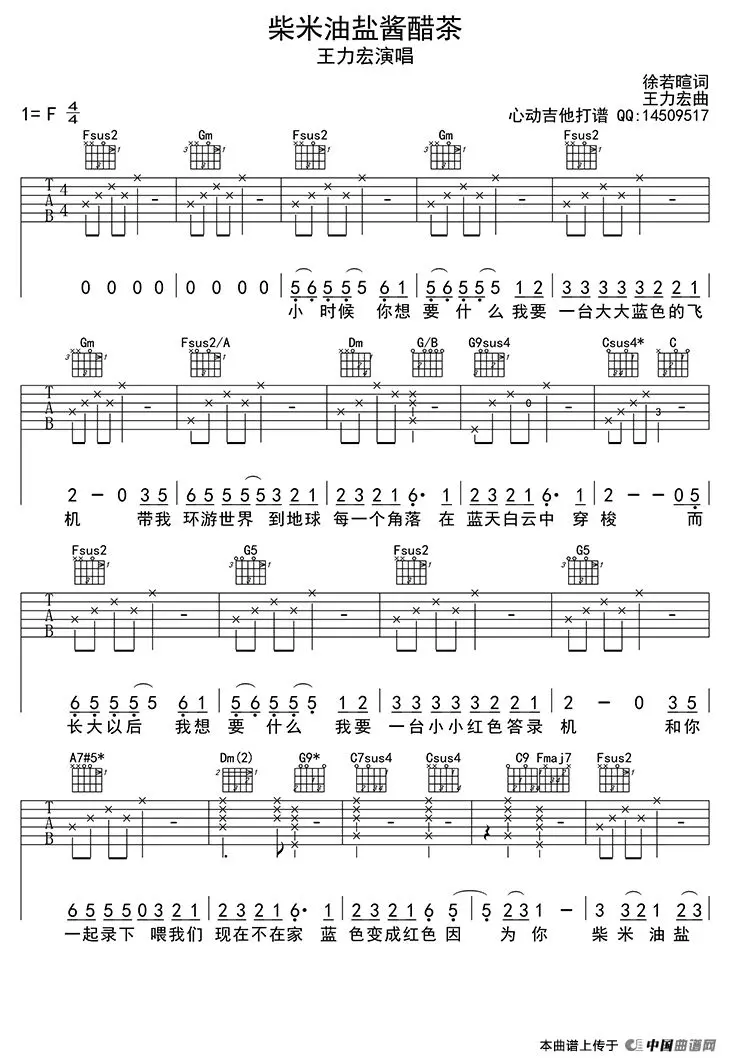 柴米油盐酱醋茶
王力宏演唱
徐若暄词
王力宏曲
1= F 4/4
心动吉他打谱 QQ:14509517
Fsus2 Gm Fsus2 Gm Fsus2
T A B 4/4
0 0 0 0 0 0 0 0 5 6 5 5 5 6 1 5 6 5 5 5 1 2 3 3 3 3 3 2 2 1
小 时候 你想 要 什 么 我要 一台大大蓝色的飞
Gm Fsus2/A Dm G/B G9sus4 Csus4* C
T A B 0 3
2 - 0 3 5 6 5 5 5 5 3 2 1 2 3 2 1 6· 1 2 3 2 1 6· 1 2 - 0 5
机 带我 环游世界 到地球 每一个角落 在 蓝天白云中 穿 梭 而
Fsus2 G5 Fsus2 G5
T A B
6 5 5 5 5 6 1 5 6 5 5 5 1 2 3 3 3 3 3 2 2 1 2 - 0 3 5
长大以后 我想 要 什 么 我要 一台小小红色答录 机 和你
A7#5* Dm(2) G9* C7sus4 Csus4 C9 Fmaj7 Fsus2
T A B
6 5 5 5 0 3 2 1 2 3 2 1 6· 1 2 3 2 1 6 5 5 2 3 1 - 3 3 2 1 2 3
一起录下 喂我们 现在不在家 蓝 色变成红色 因 为 你 柴 米 油 盐
本曲谱上传于 中国曲谱网